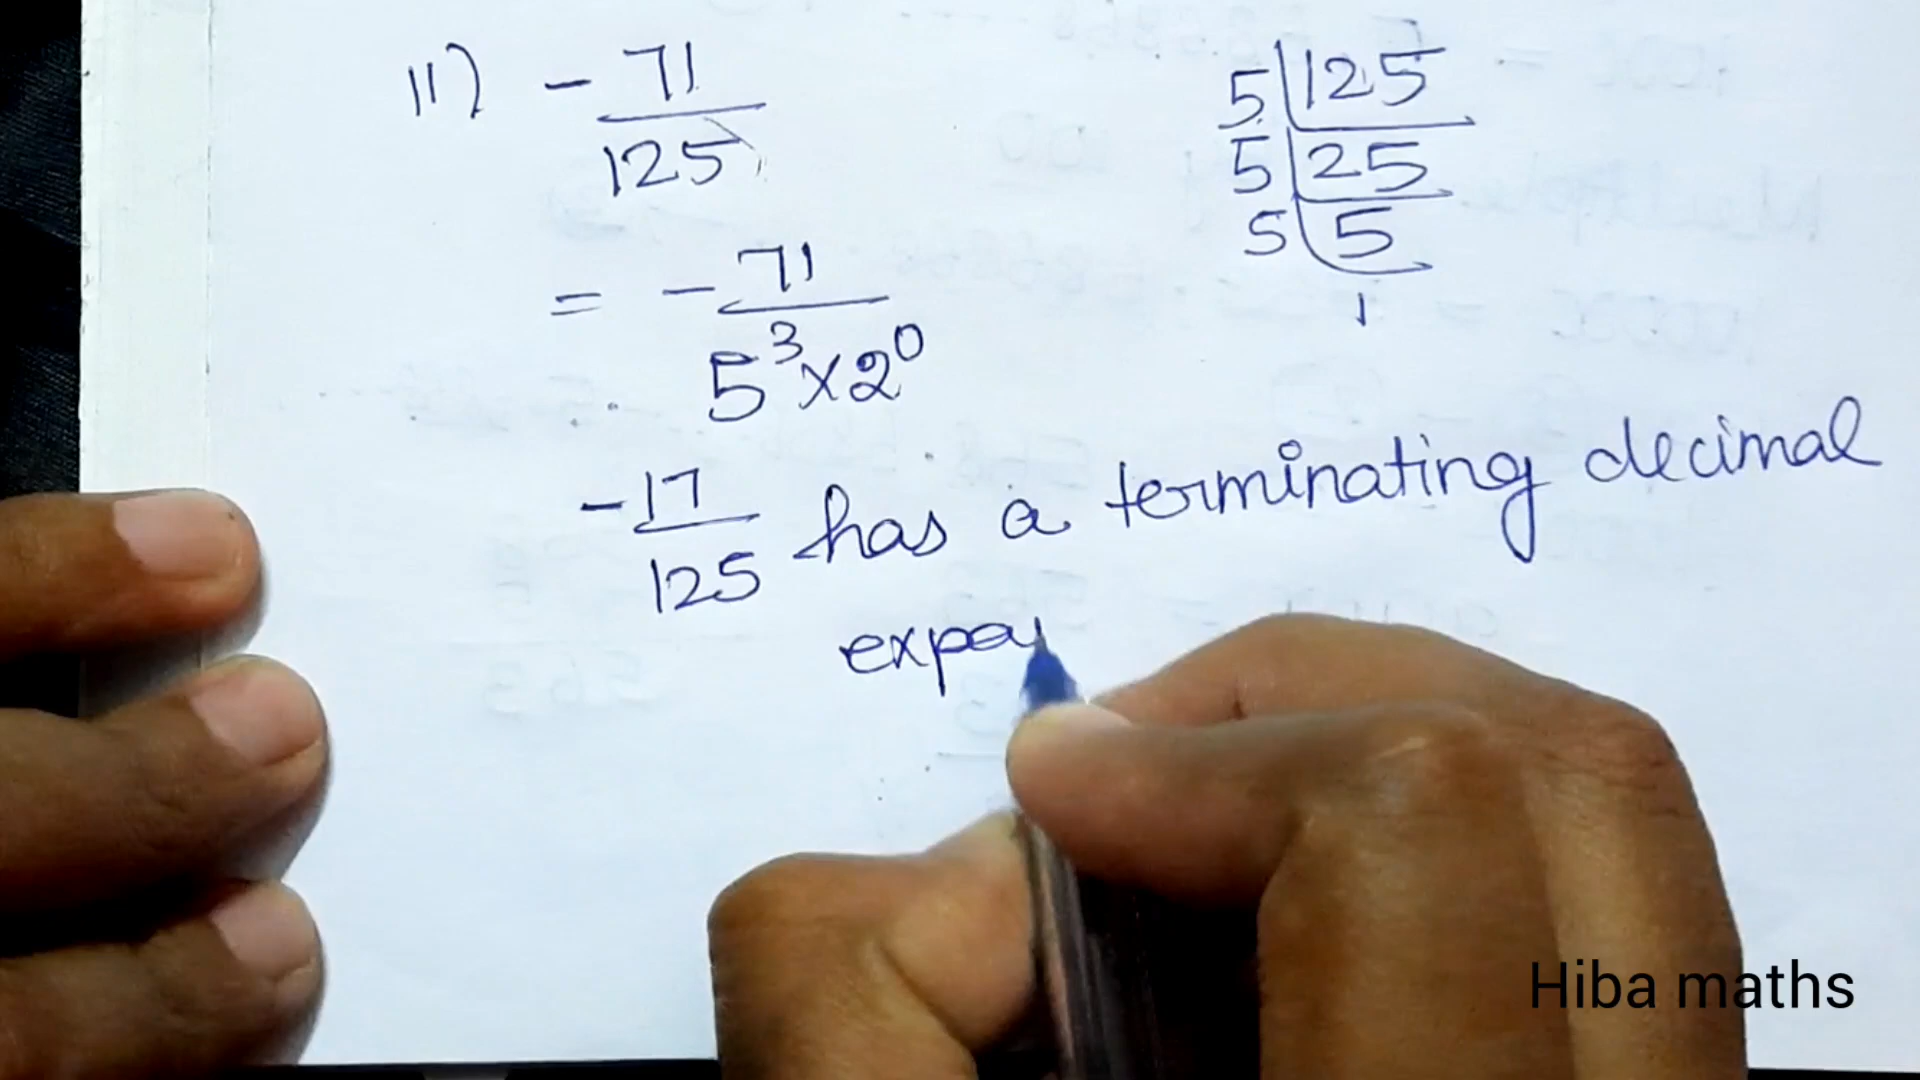 11) - 71/125
5 | 125
5 | 25
5 | 5
1
= - 71/5³×2⁰
-17/125 has a terminating decimal
expan
Hiba maths